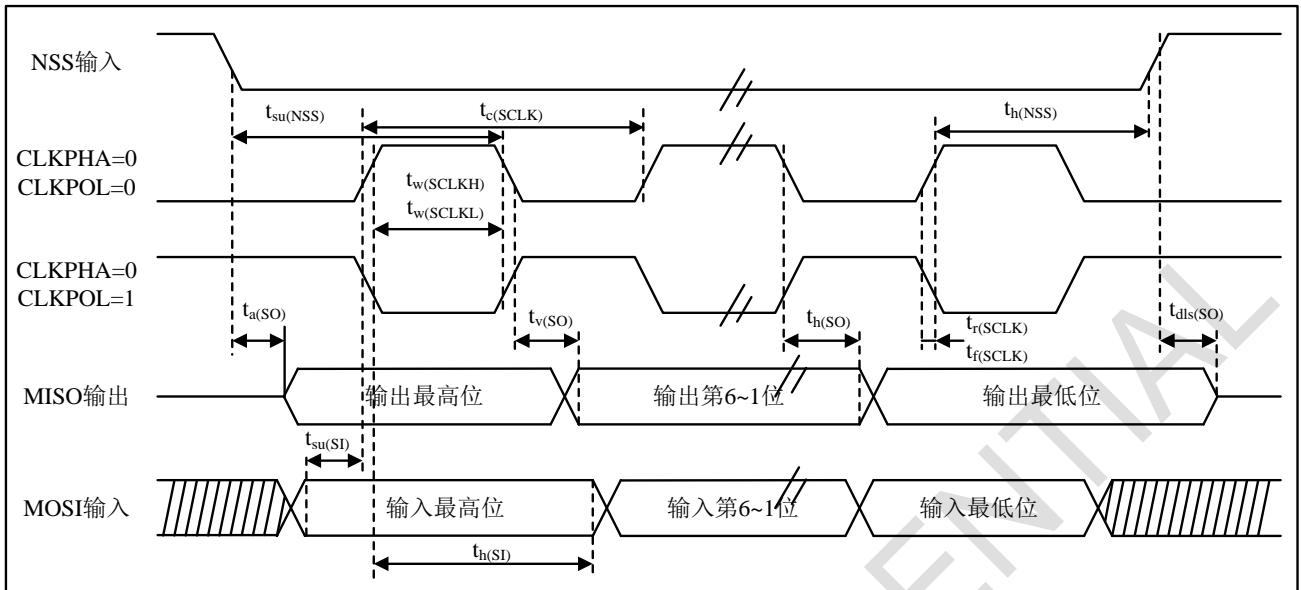 NSS输入
tsu(NSS)
tc(SCLK)
th(NSS)
CLKPHA=0
CLKPOL=0
tw(SCLKH)
tw(SCLKL)
CLKPHA=0
CLKPOL=1
ta(SO)
tv(SO)
th(SO)
tr(SCLK)
tf(SCLK)
tdls(SO)
MISO输出
输出最高位
输出第6~1位
输出最低位
tsu(SI)
MOSI输入
输入最高位
输入第6~1位
输入最低位
th(SI)
ENTIAL